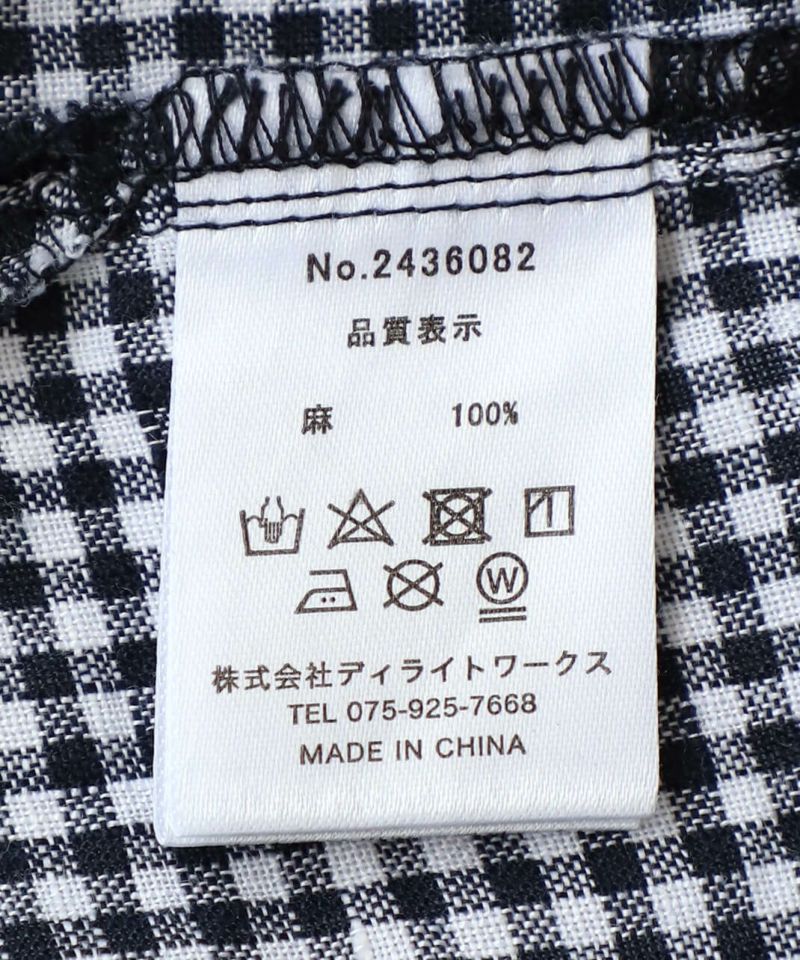 No.2436082
品質表示
麻 100%
W
株式会社ディライトワークス
TEL 075-925-7668
MADE IN CHINA